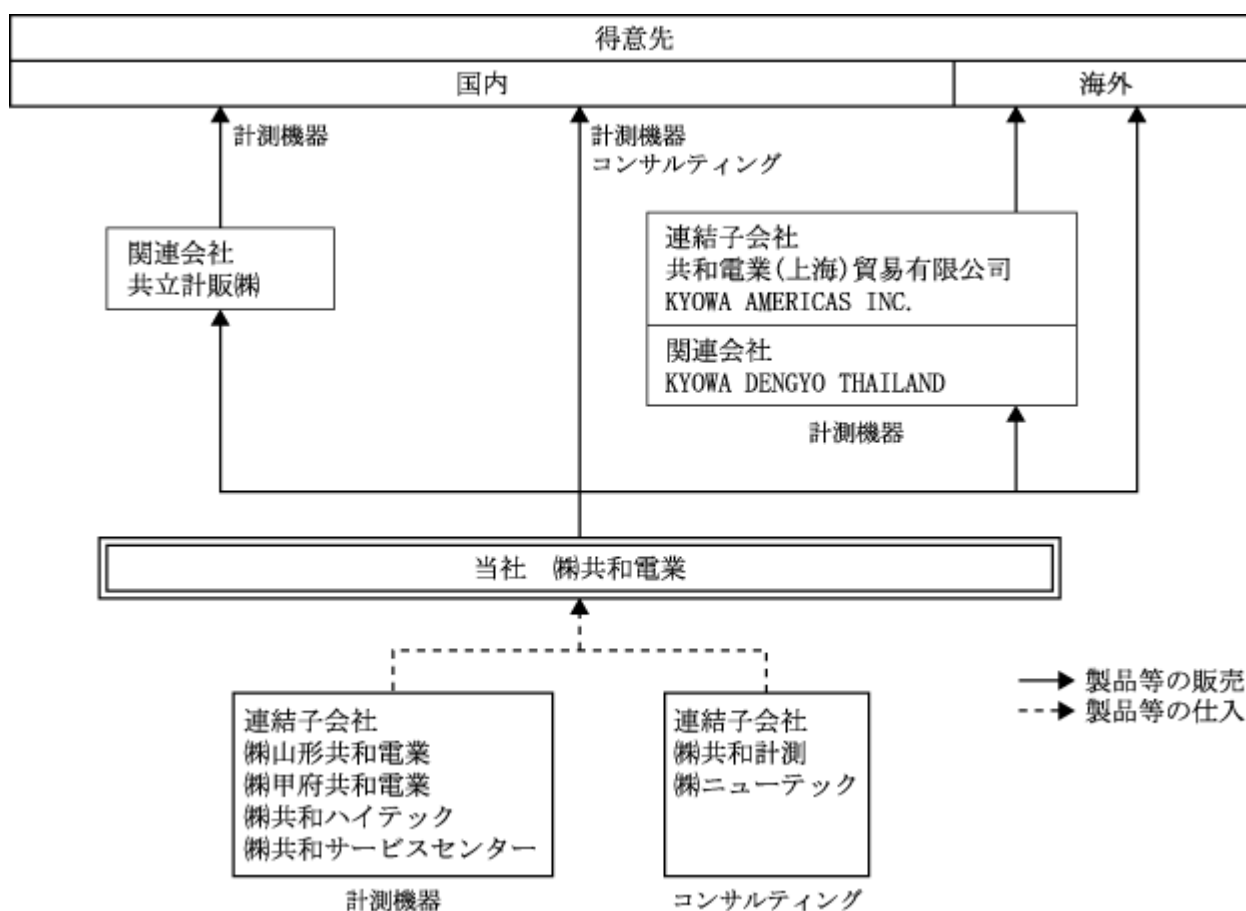 得意先
国内
海外
計測機器
計測機器
コンサルティング
関連会社
共立計販㈱
連結子会社
共和電業(上海)貿易有限公司
KYOWA AMERICAS INC.
関連会社
KYOWA DENGYO THAILAND
計測機器
当社　㈱共和電業
連結子会社
㈱山形共和電業
㈱甲府共和電業
㈱共和ハイテック
㈱共和サービスセンター
計測機器
連結子会社
㈱共和計測
㈱ニューテック
コンサルティング
製品等の販売
製品等の仕入